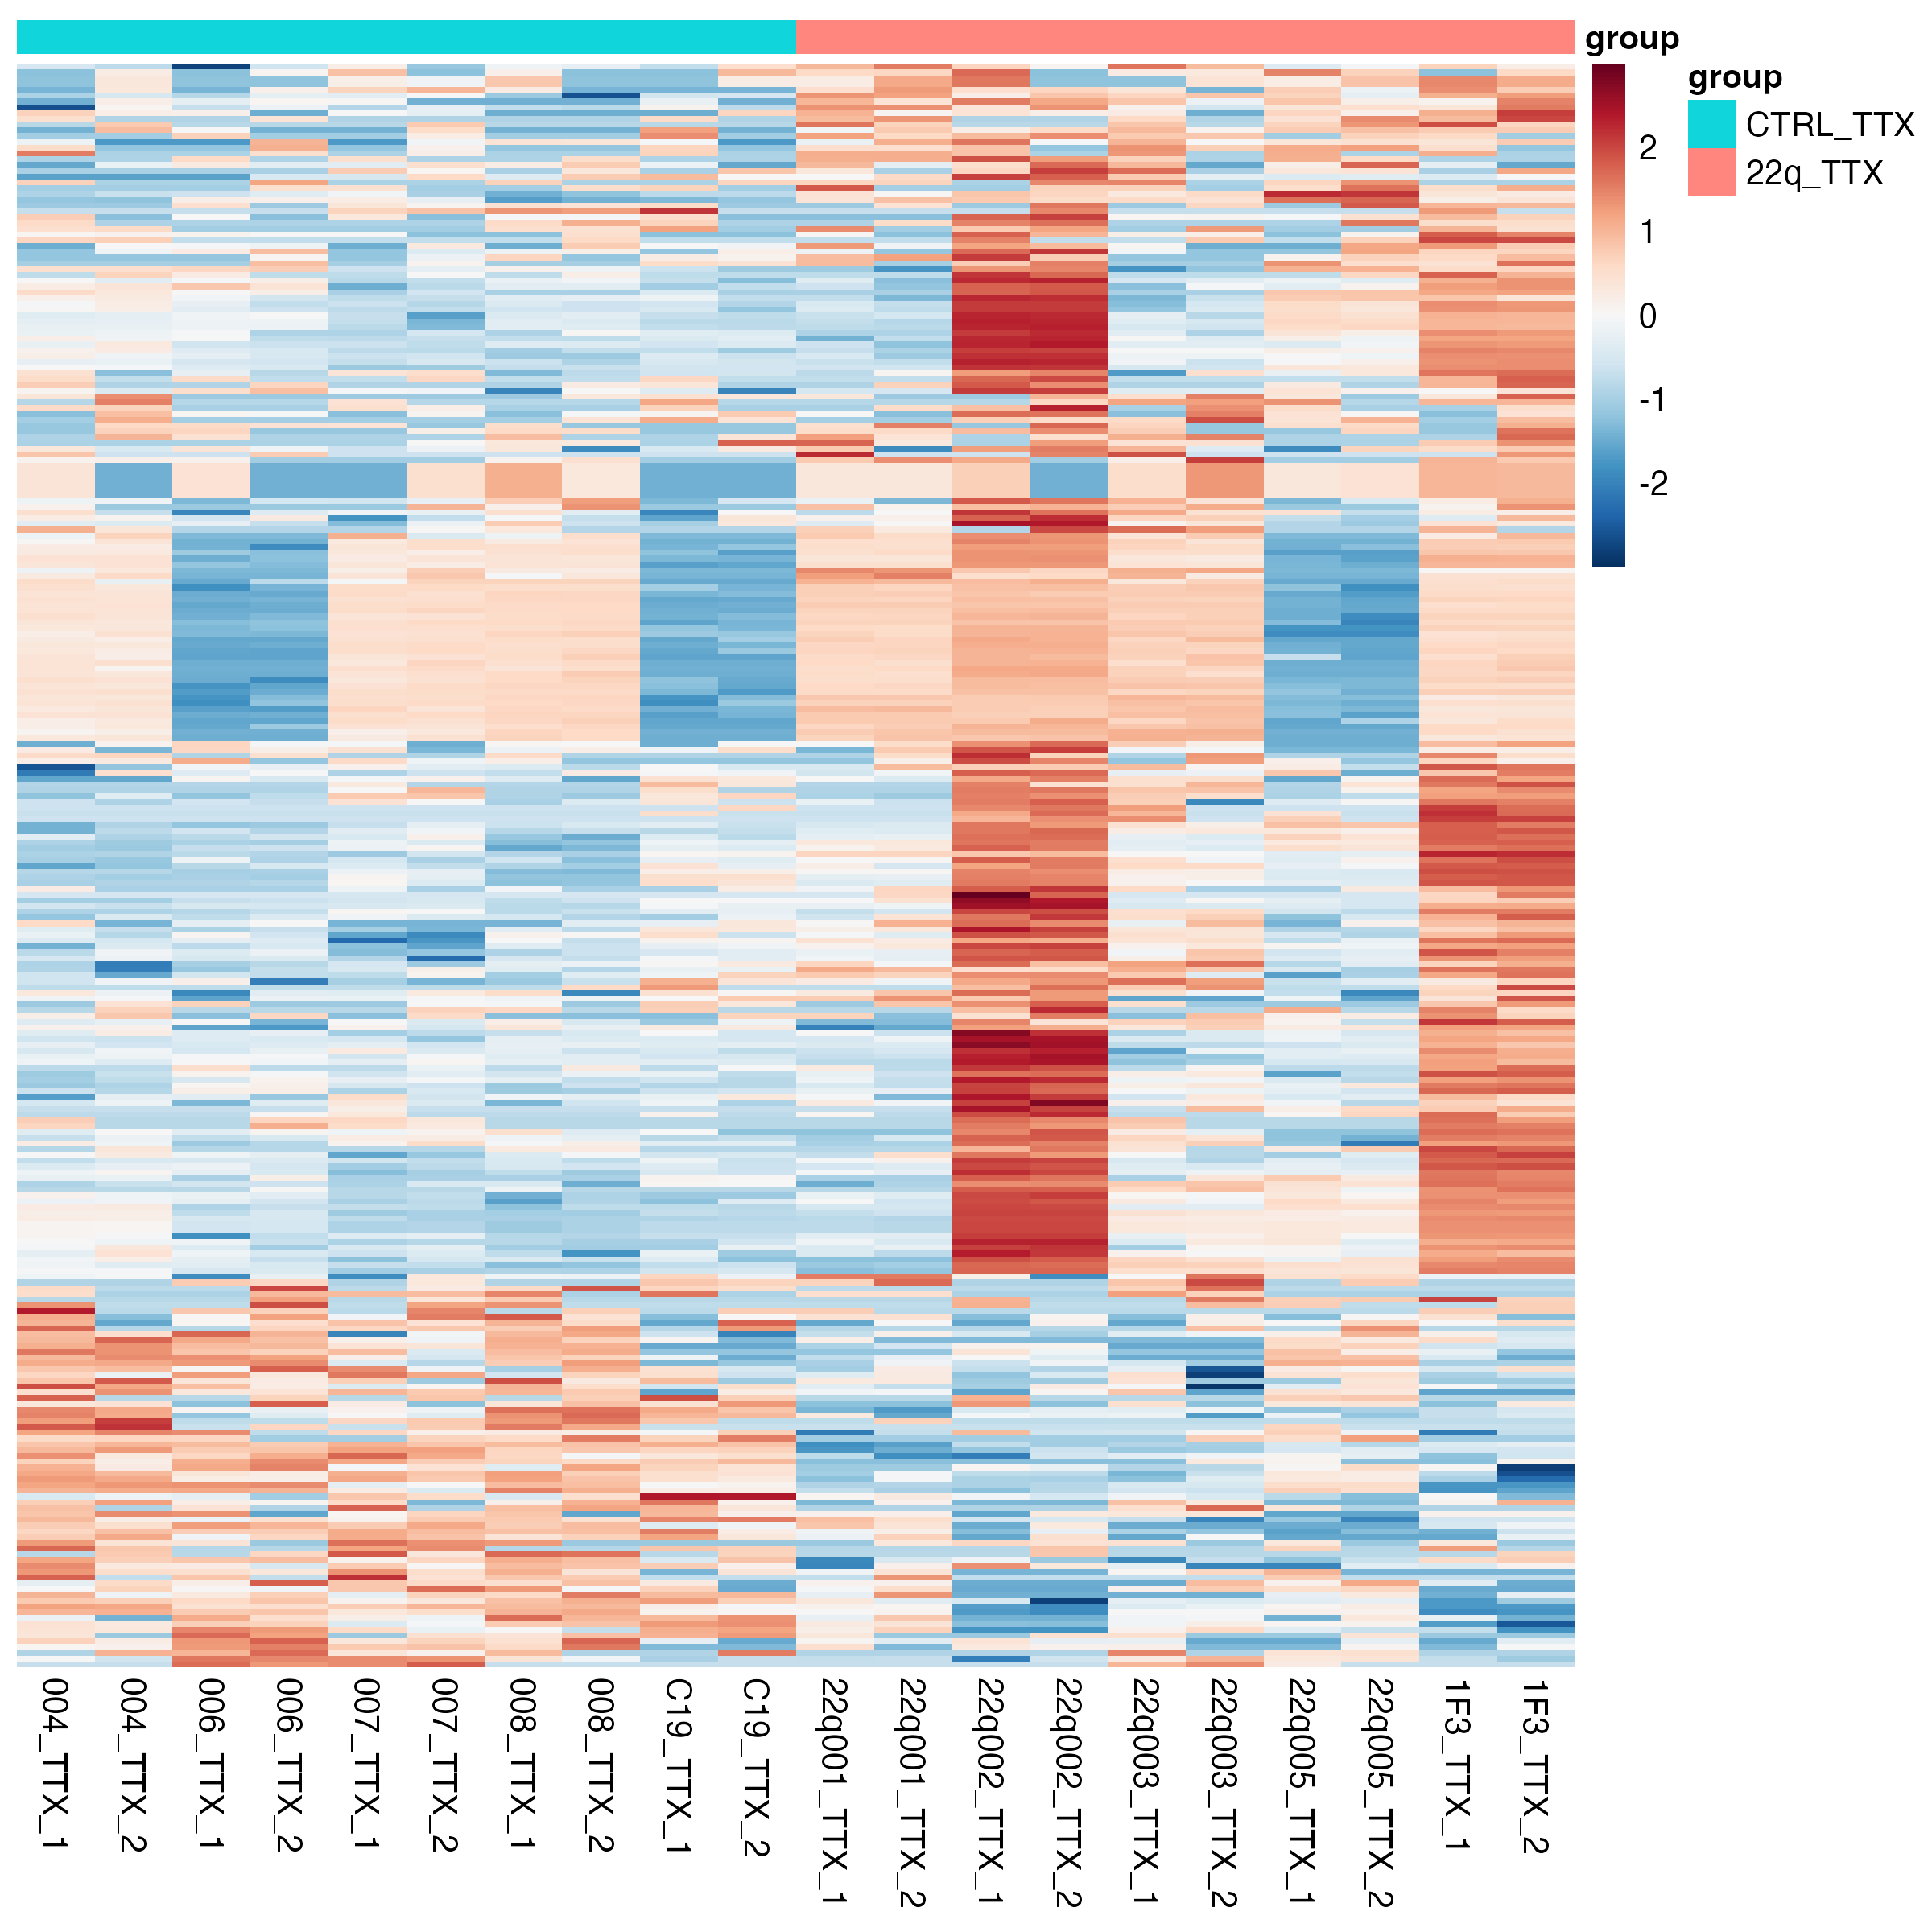 group
2
1
0
-1
-2
group
CTRL_TTX
22q_TTX
004_TTX_1
004_TTX_2
006_TTX_1
006_TTX_2
007_TTX_1
007_TTX_2
008_TTX_1
008_TTX_2
C19_TTX_1
C19_TTX_2
22q001_TTX_1
22q001_TTX_2
22q002_TTX_1
22q002_TTX_2
22q003_TTX_1
22q003_TTX_2
22q005_TTX_1
22q005_TTX_2
1F3_TTX_1
1F3_TTX_2